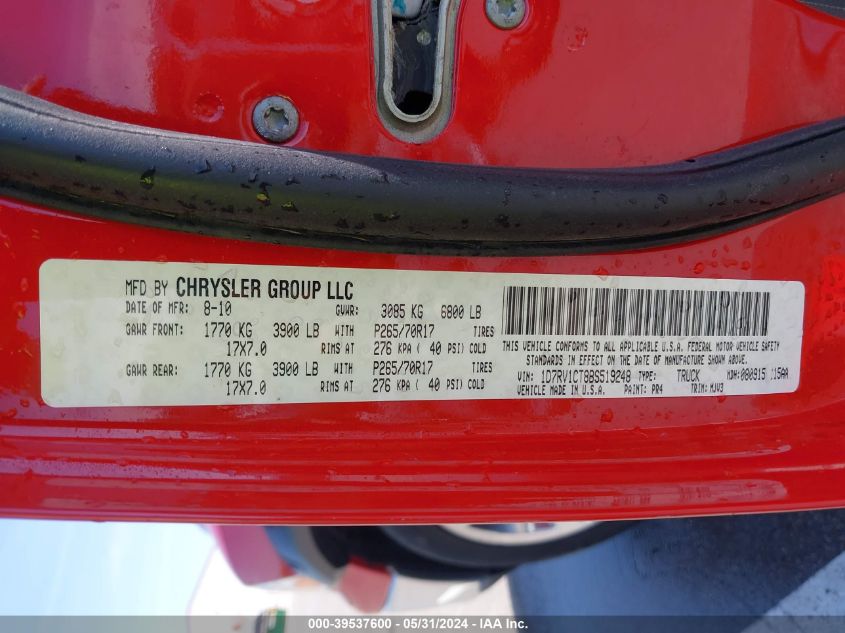 MFD BY CHRYSLER GROUP LLC
DATE OF MFR: 8-10 GVWR: 3085 KG 6800 LB
GAWR FRONT: 1770 KG 3900 LB WITH P265/70R17 TIRES
17X7.0 RIMS AT 276 KPA ( 40 PSI) COLD
GAWR REAR: 1770 KG 3900 LB WITH P265/70R17 TIRES
17X7.0 RIMS AT 276 KPA ( 40 PSI) COLD
THIS VEHICLE CONFORMS TO ALL APPLICABLE U.S.A. FEDERAL MOTOR VEHICLE SAFETY
STANDARDS IN EFFECT ON THE DATE OF MANUFACTURE SHOWN ABOVE.
VIN: 1D7RV1CT8BS519248 TYPE: TRUCK MDH: 080915 15AA
VEHICLE MADE IN U.S.A. PAINT: PR4 TRIM: MJV3
000-39537600 - 05/31/2024 - IAA Inc.